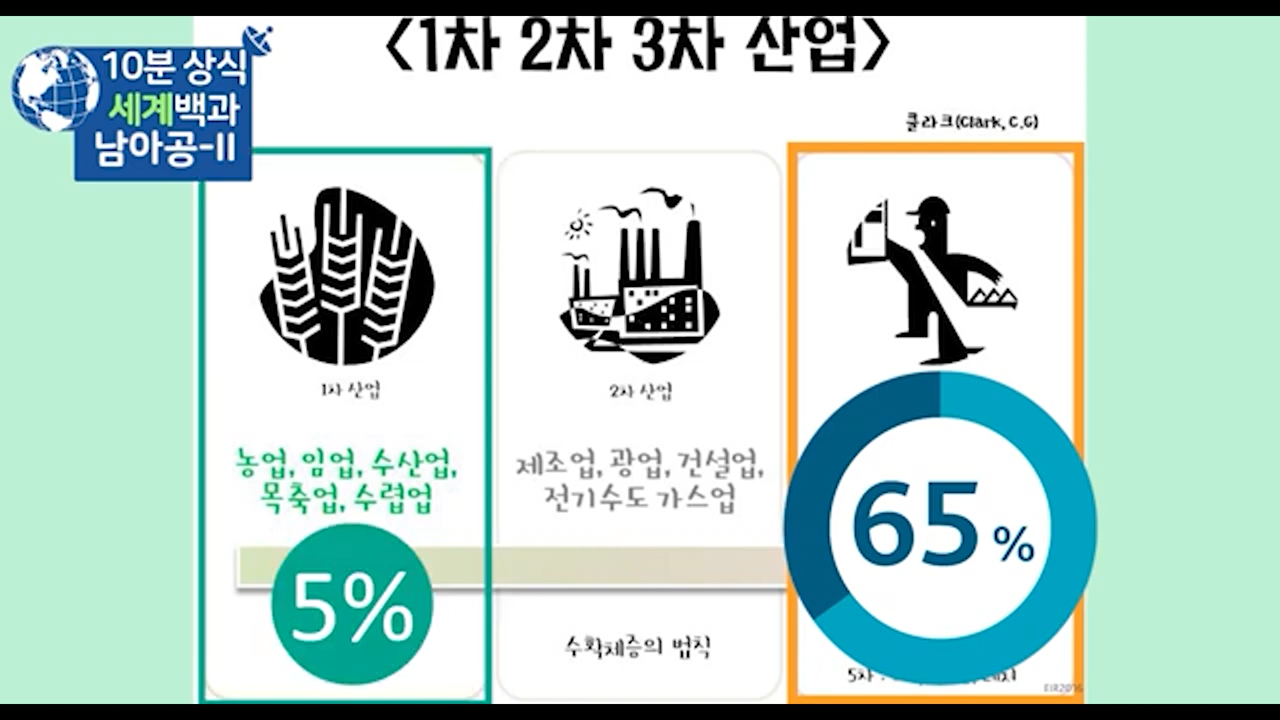 <1차 2차 3차 산업>
10분 상식
세계백과
남아공-II
클라크(Clark, C.G)
1차 산업
2차 산업
농업, 임업, 수산업,
목축업, 수렵업
제조업, 광업, 건설업,
전기수도 가스업
5%
65%
수확체증의 법칙
5차 :
EIR2016